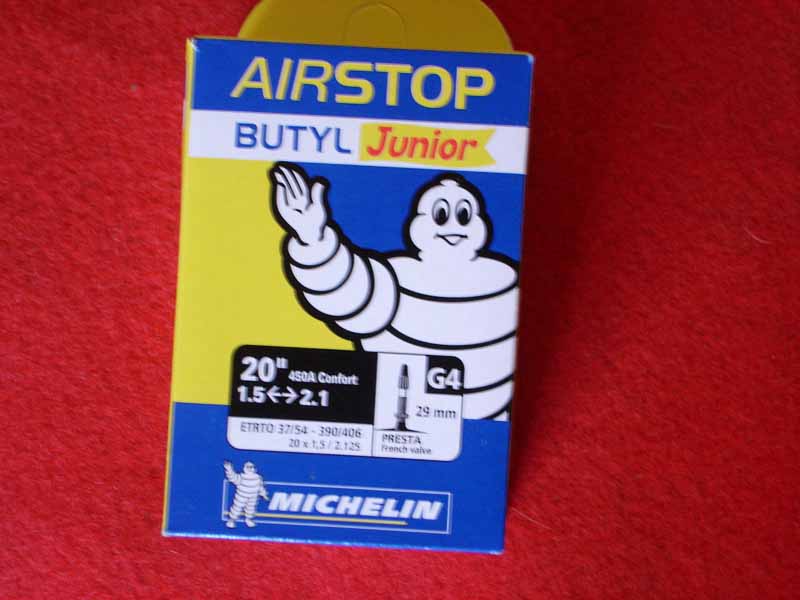 AIRSTOP
BUTYL Junior
20" 450A Confort
1.5↔2.1
G4
29 mm
ETRTO 37/54 - 390/406
20 x 1,5 / 2.125
PRESTA
French valve
MICHELIN